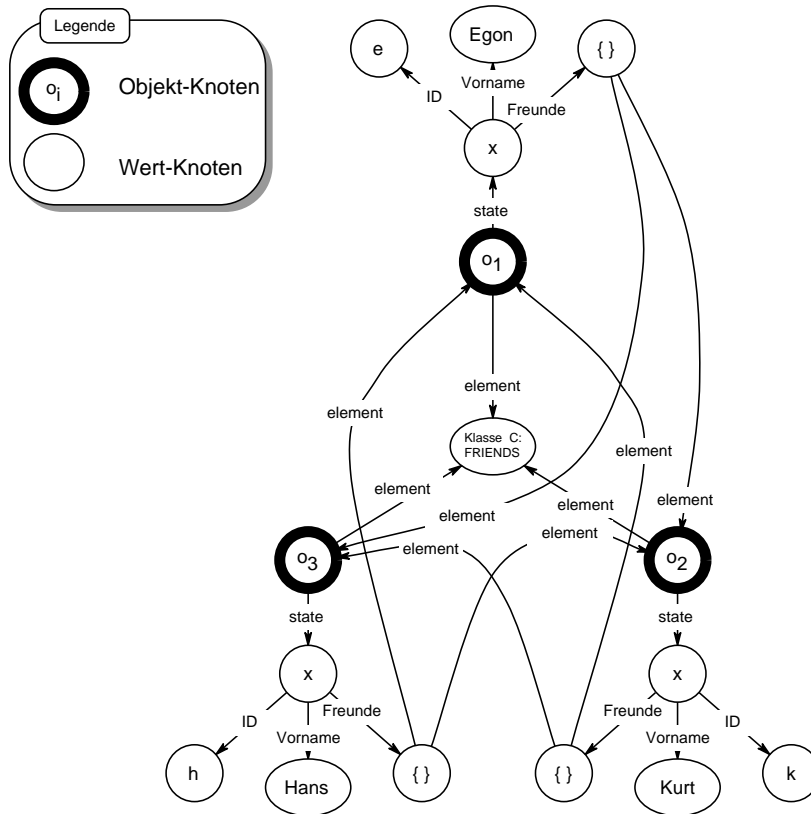 Legende
oi
Objekt-Knoten
Wert-Knoten
e
Egon
{ }
ID
Vorname
Freunde
x
state
o1
element
element
Klasse C:
FRIENDS
element
element
element
element
element
element
element
o3
o2
state
state
x
x
ID
Vorname
Freunde
Freunde
Vorname
ID
h
Hans
{ }
{ }
Kurt
k